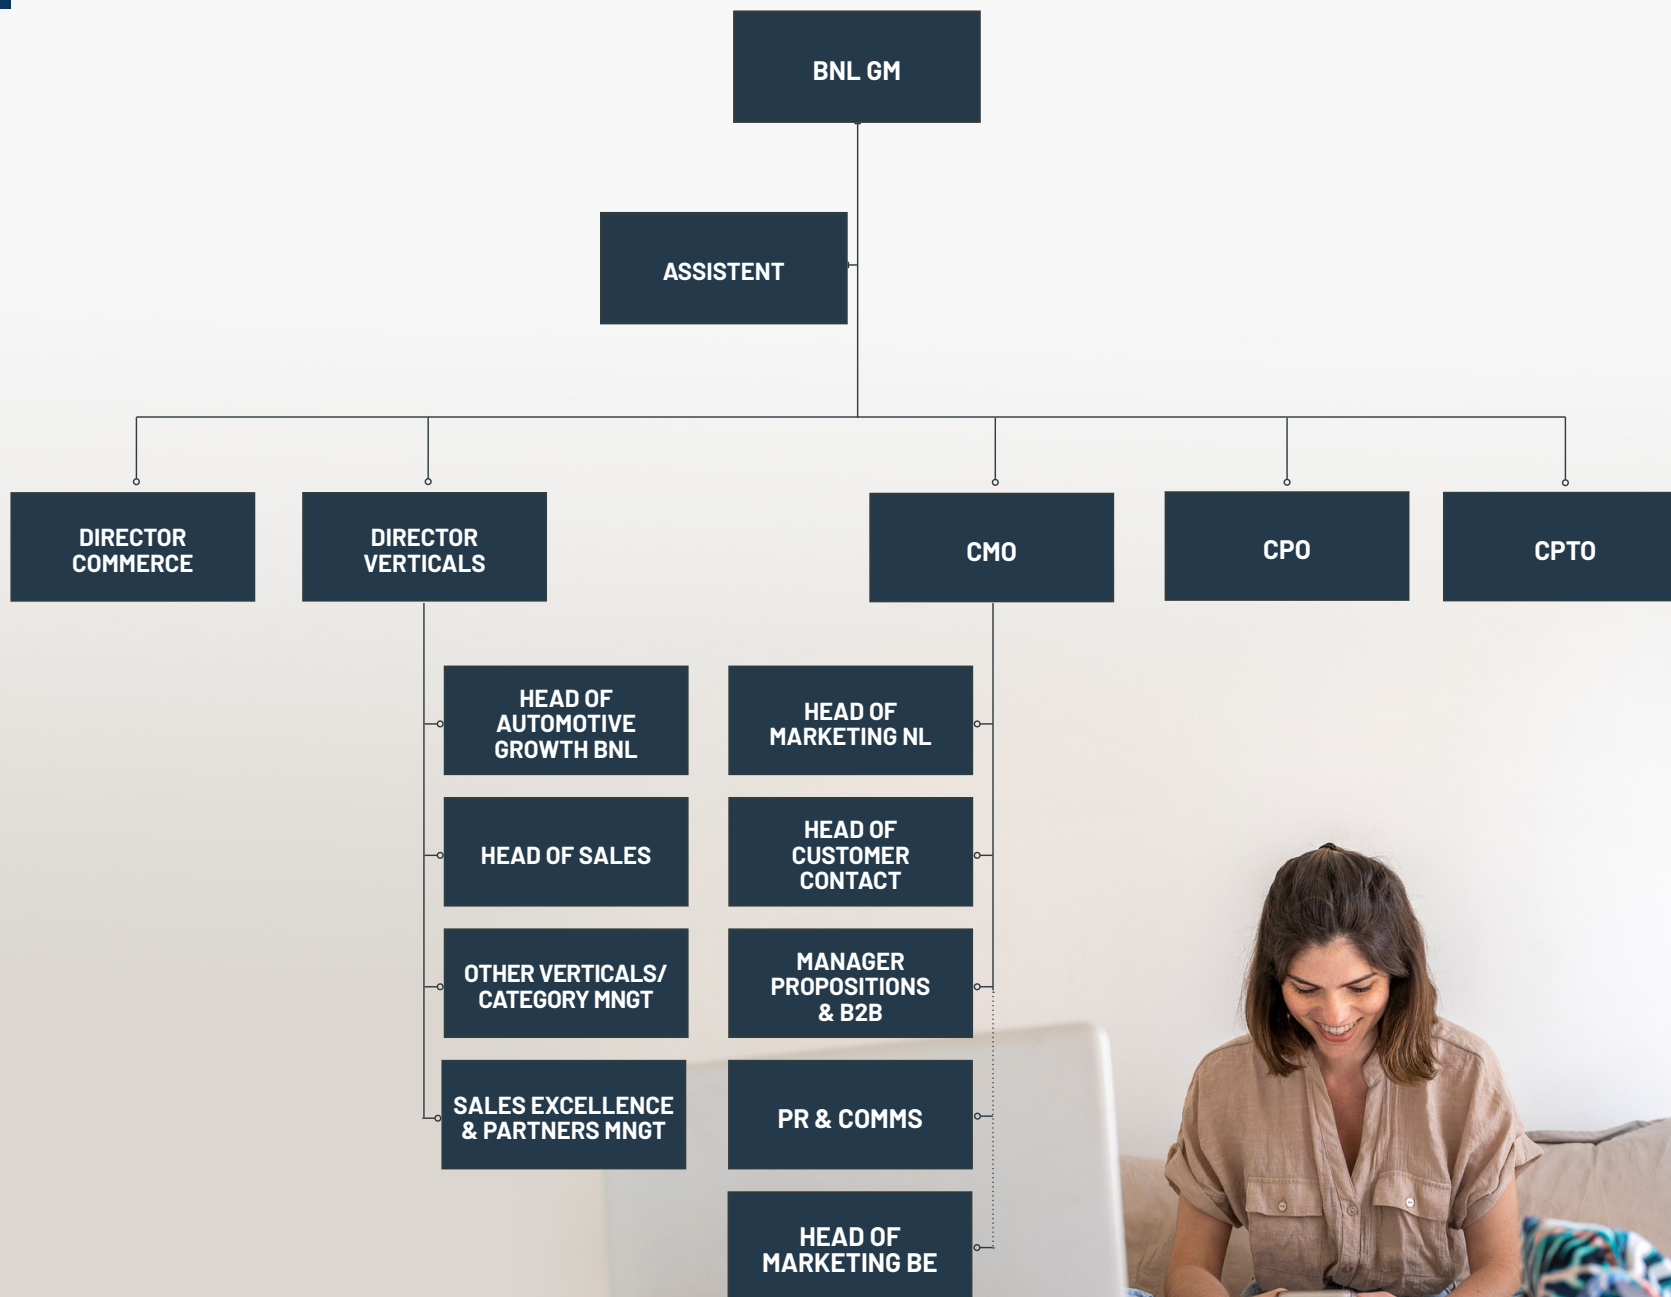 BNL GM
ASSISTENT
DIRECTOR
COMMERCE
DIRECTOR
VERTICALS
CMO
CPO
CPTO
HEAD OF
AUTOMOTIVE
GROWTH BNL
HEAD OF
MARKETING NL
HEAD OF SALES
HEAD OF
CUSTOMER
CONTACT
OTHER VERTICALS/
CATEGORY MNGT
MANAGER
PROPOSITIONS
& B2B
SALES EXCELLENCE
& PARTNERS MNGT
PR & COMMS
HEAD OF
MARKETING BE